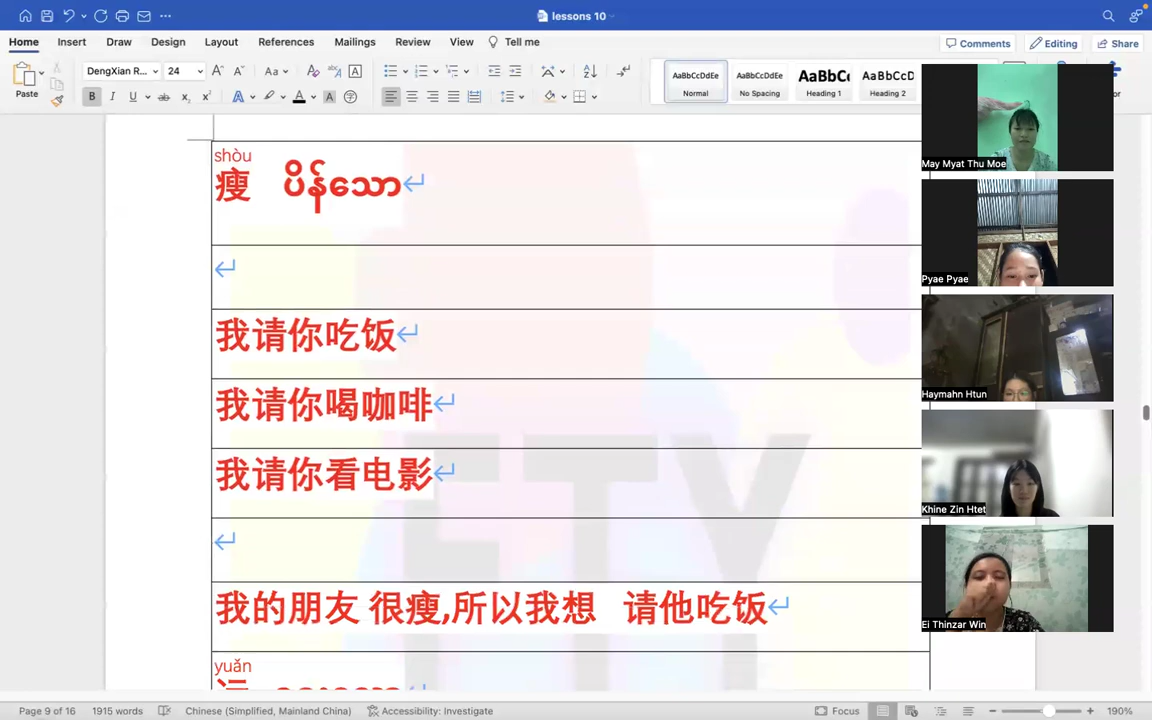 lessons 10
Home Insert Draw Design Layout References Mailings Review View Tell me Comments Editing Share
Paste DengXian R... 24 Aa
AaBbCcDdEe AaBbCcDdEe AaBbCc AaBbCcD
Normal No Spacing Heading 1 Heading 2
May Myat Thu Moe
Pyae Pyae
Haymahn Htun
Khine Zin Htet
Ei Thinzar Win
shòu
瘦 ပိန်သော
我请你吃饭
我请你喝咖啡
我请你看电影
我的朋友 很瘦,所以我想 请他吃饭
yuǎn
ETY
Page 9 of 16 1915 words Chinese (Simplified, Mainland China) Accessibility: Investigate Focus 190%